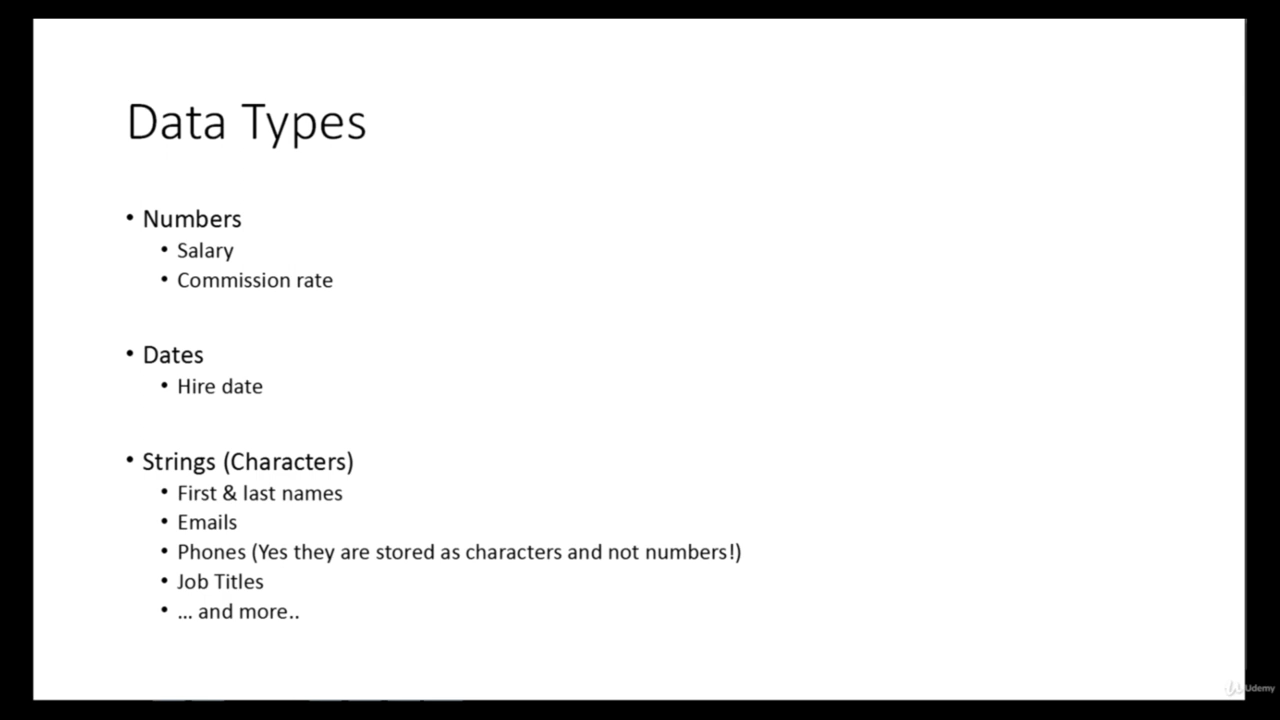 Data Types
• Numbers
• Salary
• Commission rate
• Dates
• Hire date
• Strings (Characters)
• First & last names
• Emails
• Phones (Yes they are stored as characters and not numbers!)
• Job Titles
• ... and more..
Udemy